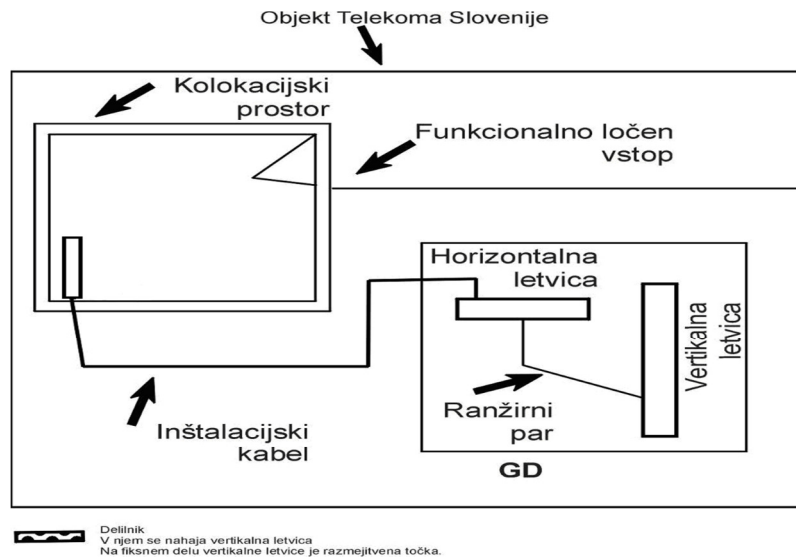 Objekt Telekoma Slovenije
Kolokacijski
prostor
Funkcionalno ločen
vstop
Horizontalna
letvica
Vertikalna
letvica
Ranžirni
par
Inštalacijski
kabel
GD
Delilnik
V njem se nahaja vertikalna letvica
Na fiksnem delu vertikalne letvice je razmejitvena točka.